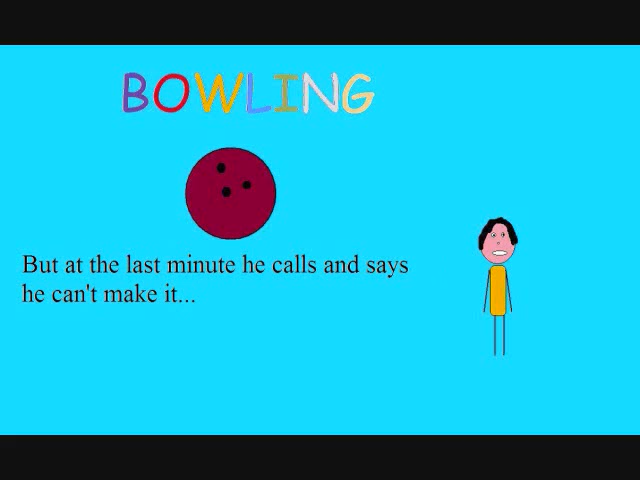 BOWLING
But at the last minute he calls and says
he can't make it...